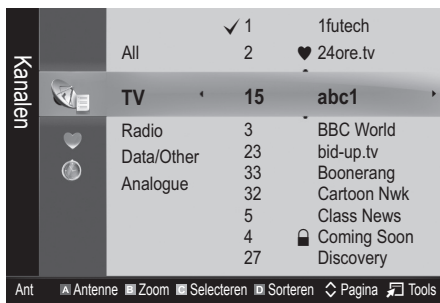 Kanalen
✓ 1 1futech
All 2 ♥ 24ore.tv
TV 15 abc1
Radio 3 BBC World
Data/Other 23 bid-up.tv
Analogue 33 Boonerang
32 Cartoon Nwk
5 Class News
4 Coming Soon
27 Discovery
Ant A Antenne B Zoom C Selecteren D Sorteren Pagina Tools